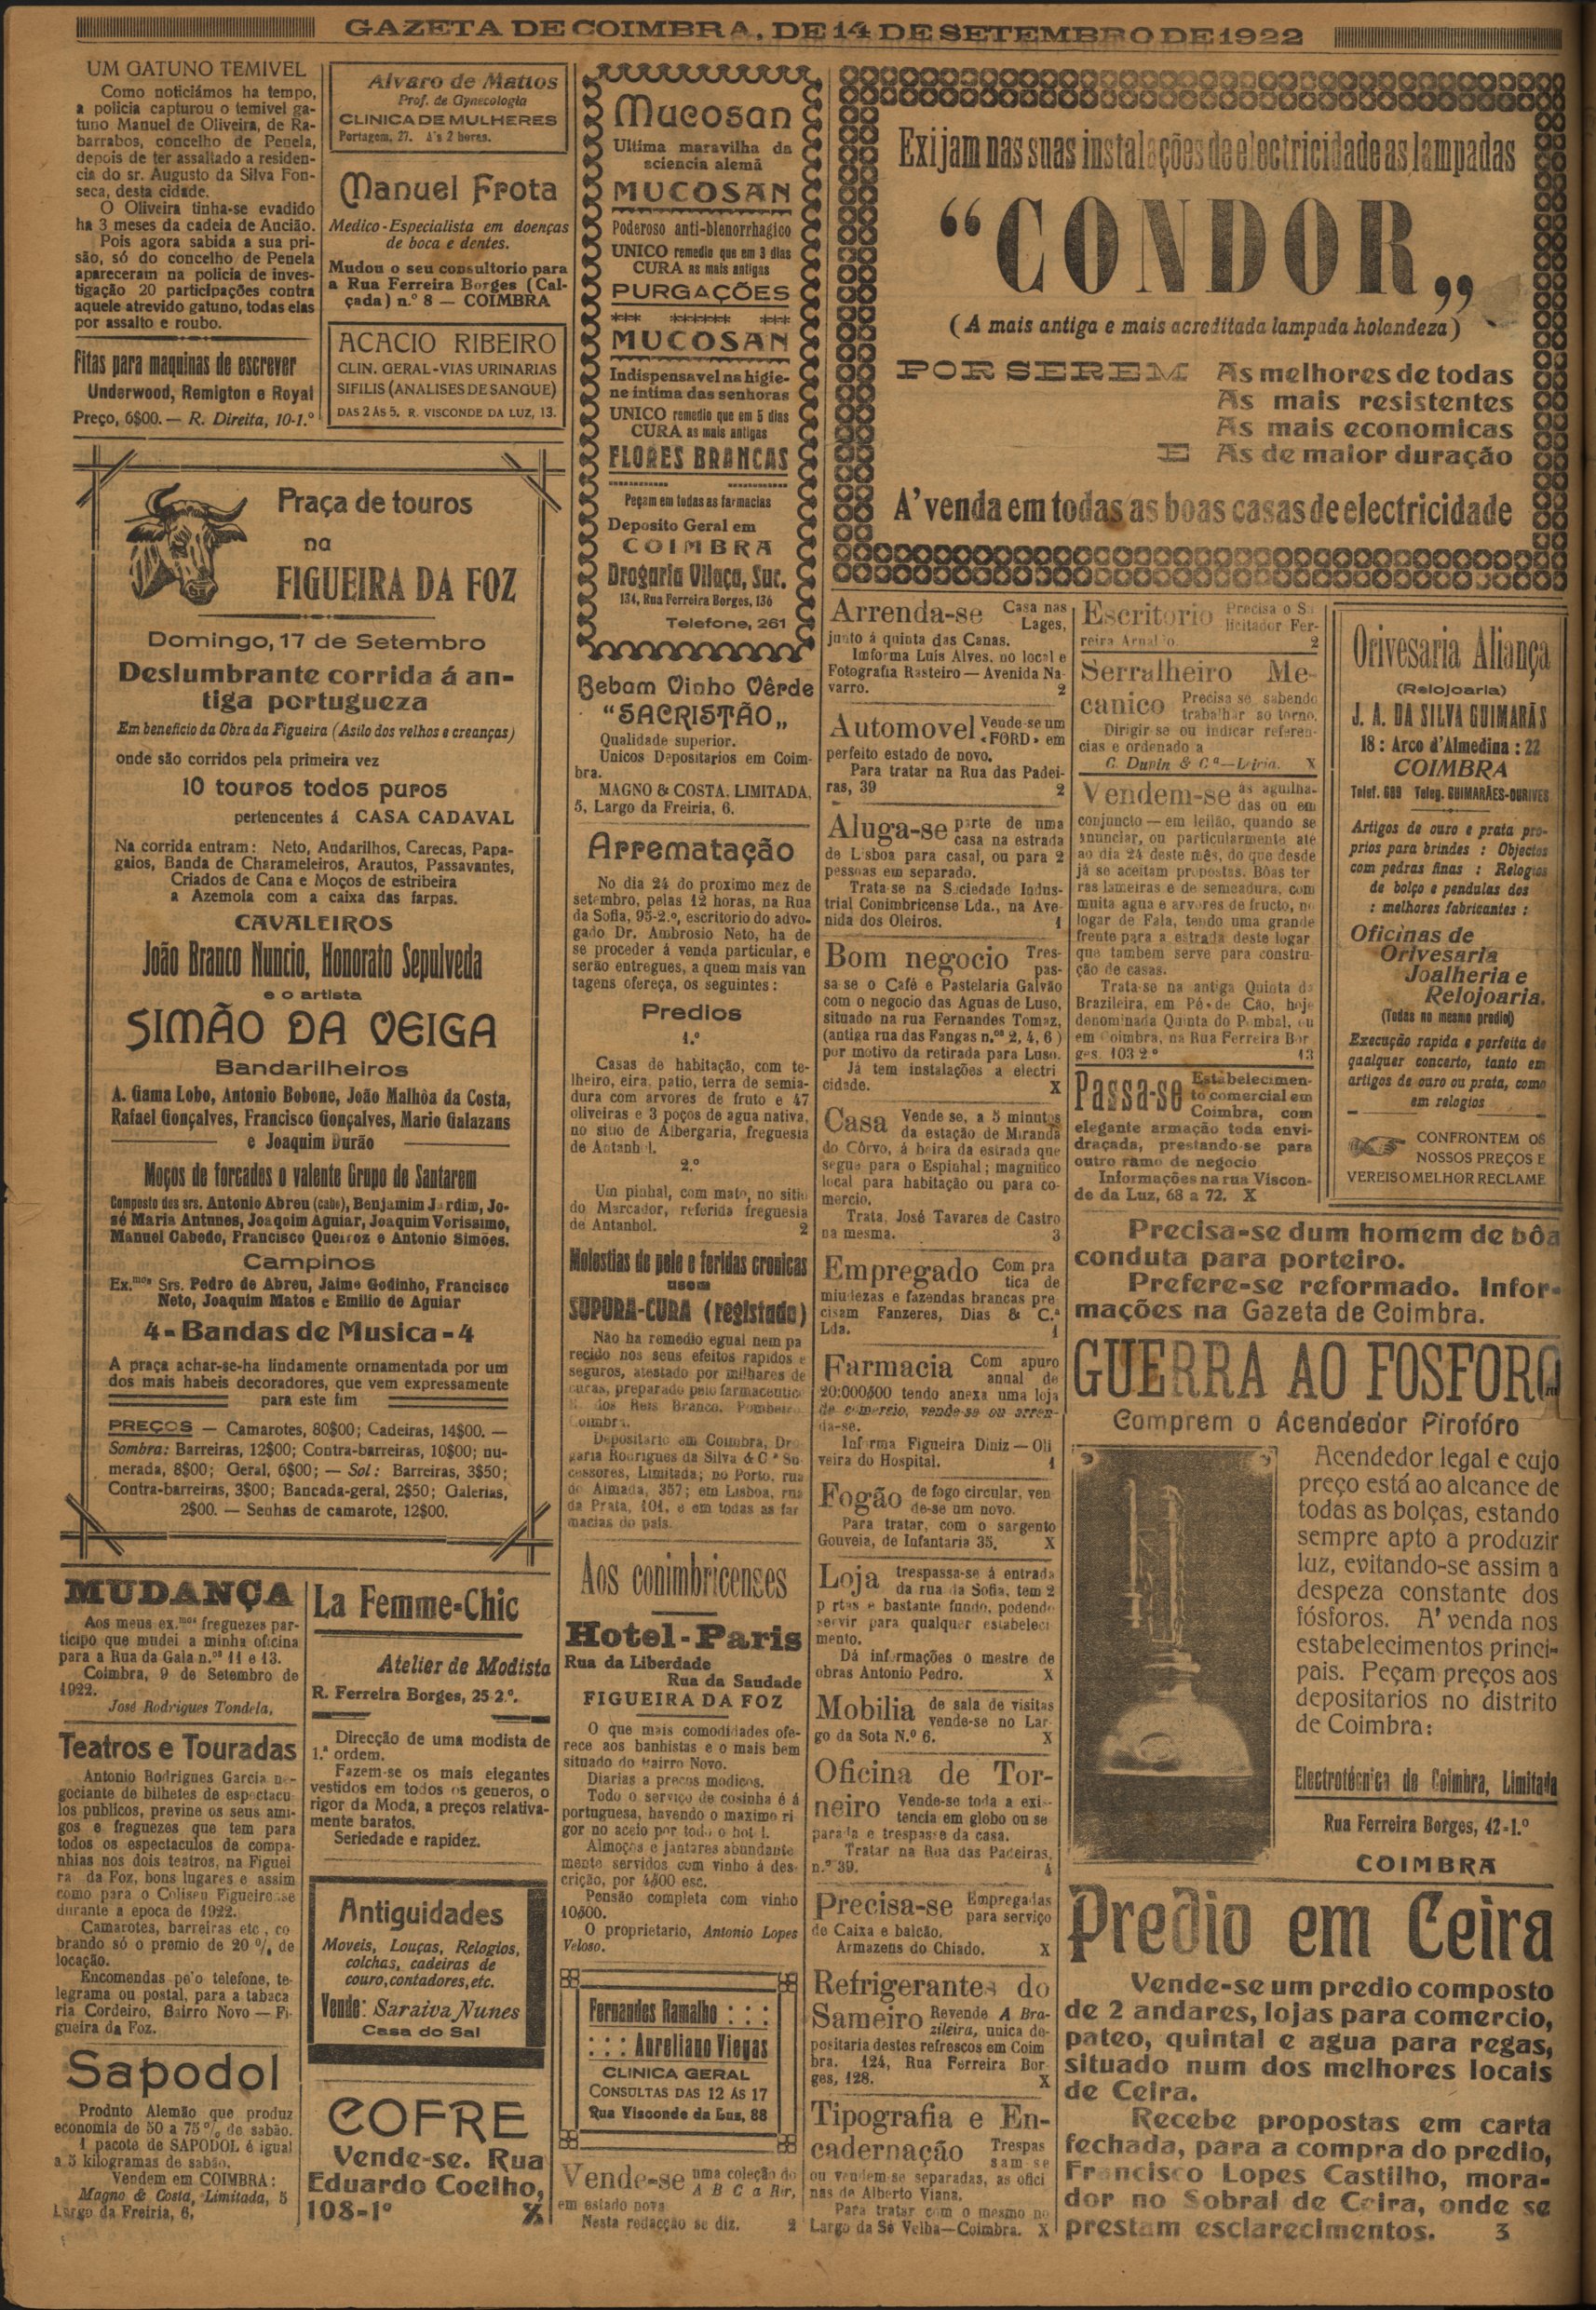 GAZETA DE COIMBRA, DE 14 DE SETEMBRO DE 1922
UM GATUNO TEMIVEL
Como noticiámos ha tempo,
a policia capturou o temivel ga-
tuno Manuel de Oliveira, de Ra-
barrabos, concelho de Penela,
depois de ter assaltado a residen-
cia do sr. Augusto da Silva Fon-
seca, desta cidade.
O Oliveira tinha-se evadido
ha 3 meses da cadeia de Ancião.
Pois agora sabida a sua pri-
são, só do concelho de Penela
apareceram na policia de inves-
tigação 20 participações contra
aquele atrevido gatuno, todas elas
por assalto e roubo.
Fitas para maquinas de escrever
Underwood, Remigton e Royal
Preço, 6$00. — R. Direita, 10-1.º
Alvaro de Mattos
Prof. de Gynecologia
CLINICA DE MULHERES
Portagem, 27. A's 2 horas.
Manuel Frota
Medico-Especialista em doenças
de boca e dentes.
Mudou o seu consultorio para
a Rua Ferreira Borges (Cal-
çada) n.º 8 — COIMBRA
ACACIO RIBEIRO
CLIN. GERAL-VIAS URINARIAS
SIFILIS (ANALISES DE SANGUE)
DAS 2 ÁS 5, R. VISCONDE DA LUZ, 13.
Praça de touros
na
FIGUEIRA DA FOZ
Domingo, 17 de Setembro
Deslumbrante corrida á an-
tiga portugueza
Em beneficio da Obra da Figueira (Asilo dos velhos e creanças)
onde são corridos pela primeira vez
10 touros todos puros
pertencentes á CASA CADAVAL
Na corrida entram: Neto, Andarilhos, Carecas, Papa-
gaios, Banda de Charameleiros, Arautos, Passavantes,
Criados de Cana e Moços de estribeira
a Azemola com a caixa das farpas.
CAVALEIROS
João Branco Nuncio, Honorato Sepulveda
e o artista
SIMÃO DA VEIGA
Bandarilheiros
A. Gama Lobo, Antonio Bobone, João Malhôa da Costa,
Rafael Gonçalves, Francisco Gonçalves, Mario Galazans
e Joaquim Durão
Moços de forcados o valente Grupo de Santarem
Composto dos srs. Antonio Abreu (cabo), Benjamim Jardim, Jo-
sé Maria Antunes, Joaquim Aguiar, Joaquim Verissimo,
Manuel Cabedo, Francisco Queiroz e Antonio Simões.
Campinos
Ex.mos Srs. Pedro de Abreu, Jaime Godinho, Francisco
Neto, Joaquim Matos e Emilio de Aguiar
4 - Bandas de Musica - 4
A praça achar-se-ha lindamente ornamentada por um
dos mais habeis decoradores, que vem expressamente
para este fim
PREÇOS — Camarotes, 80$00; Cadeiras, 14$00. —
Sombra: Barreiras, 12$00; Contra-barreiras, 10$00; nu-
merada, 8$00; Geral, 6$00; — Sol: Barreiras, 3$50;
Contra-barreiras, 3$00; Bancada-geral, 2$50; Galerias,
2$00. — Senhas de camarote, 12$00.
MUDANÇA
Aos meus ex.mos freguezes par-
ticipo que mudei a minha oficina
para a Rua da Gala n.os 11 e 13.
Coimbra, 9 de Setembro de
1922.
José Rodrigues Tondela.
Teatros e Touradas
Antonio Rodrigues Garcia ne-
gociante de bilhetes de espectacu
los publicos, previne os seus ami-
gos e freguezes que tem para
todos os espectaculos de compa-
nhias nos dois teatros, na Figuei
ra da Foz, bons lugares e assim
como para o Coliseu Figueirense
durante a epoca de 1922.
Camarotes, barreiras etc., co
brando só o premio de 20 % de
locação.
Encomendas pelo telefone, te-
legrama ou postal, para a tabaca
ria Cordeiro, Bairro Novo — Fi-
gueira da Foz.
Sapodol
Produto Alemão que produz
economia de 50 a 75 % de sabão.
1 pacote de SAPODOL é igual
a 5 kilogramas de sabão.
Vendem em COIMBRA:
Magno & Costa, Limitada, 5
Largo da Freiria, 6.
La Femme-Chic
Atelier de Modista
R. Ferreira Borges, 25-2.º.
Direcção de uma modista de
1.ª ordem.
Fazem-se os mais elegantes
vestidos em todos os generos, o
rigor da Moda, a preços relativa-
mente baratos.
Seriedade e rapidez.
Antiguidades
Moveis, Louças, Relogios,
colchas, cadeiras de
couro, contadores, etc.
Vende: Saraiva Nunes
Casa do Sal
COFRE
Vende-se. Rua
Eduardo Coelho,
108-1º X
Mucosan
Ultima maravilha da
sciencia alemã
MUCOSAN
Poderoso anti-blenorrhagico
UNICO remedio que em 3 dias
CURA as mais antigas
PURGAÇÕES
*** ****** ***
MUCOSAN
Indispensavel na higie-
ne intima das senhoras
UNICO remedio que em 5 dias
CURA as mais antigas
FLORES BRANCAS
Peçam em todas as farmacias
Deposito Geral em
COIMBRA
Drogaria Vilaça, Suc.
134, Rua Ferreira Borges, 136
Telefone, 261
Bebam Vinho Vêrde
“SACRISTÃO„
Qualidade superior.
Unicos Depositarios em Coim-
bra.
MAGNO & COSTA, LIMITADA,
5, Largo da Freiria, 6.
Arrematação
No dia 24 do proximo mez de
setembro, pelas 12 horas, na Rua
da Sofia, 95-2.º, escritorio do advo-
gado Dr. Ambrosio Neto, ha de
se proceder á venda particular, e
serão entregues, a quem mais van
tagens ofereça, os seguintes:
Predios
1.º
Casas de habitação, com te-
lheiro, eira, patio, terra de semia-
dura com arvores de fruto e 47
oliveiras e 3 poços de agua nativa,
no sitio de Albergaria, freguesia
de Antanhol.
2.º
Um pinhal, com mato, no sitio
do Marcador, referida freguesia
de Antanhol. 2
Molestias de pele e feridas cronicas
usem
SUPURA-CURA (registado)
Não ha remedio egual nem pa
recido nos seus efeitos rapidos e
seguros, atestado por milhares de
curas, preparado pelo farmaceutico
dos Reis Branco. Pombeiro
Coimbra.
Depositario em Coimbra, Dro
garia Rodrigues da Silva & C.ª Su-
cessores, Limitada; no Porto, rua
do Almada, 357; em Lisboa, rua
da Prata, 101, e em todas as far
macias do pais.
Aos conimbricenses
Hotel-Paris
Rua da Liberdade
Rua da Saudade
FIGUEIRA DA FOZ
O que mais comodidades ofe-
rece aos banhistas e o mais bem
situado do Bairro Novo.
Diarias a preços modicos.
Todo o serviço de cosinha é á
portuguesa, havendo o maximo ri
gor no aceio por todo o hotel.
Almoços e jantares abundante
mente servidos com vinho á des-
crição, por 4$00 esc.
Pensão completa com vinho
10$00.
O proprietario, Antonio Lopes
Veloso.
Fernandes Ramalho : : :
: : : Aureliano Viegas
CLINICA GERAL
CONSULTAS DAS 12 ÁS 17
Rua Visconde da Luz, 88
Vende-se uma coleção do
A B C a Rir,
em estado nova
Nesta redacção se diz. 2
Exijam nas suas instalações de electricidade as lampadas
“CONDOR„
(A mais antiga e mais acreditada lampada holandeza)
POR SEREM As melhores de todas
As mais resistentes
As mais economicas
E As de maior duração
A' venda em todas as boas casas de electricidade
Arrenda-se Casa nas
Lages,
junto á quinta das Canas.
Imforma Luís Alves, no local e
Fotografia Rasteiro — Avenida Na-
varro. 2
Automovel Vende-se um
«FORD» em
perfeito estado de novo.
Para tratar na Rua das Padei-
ras, 39 2
Aluga-se parte de uma
casa na estrada
de Lisboa para casal, ou para 2
pessoas em separado.
Trata-se na Sociedade Indus-
trial Conimbricense Lda., na Ave-
nida dos Oleiros. 1
Bom negocio Tres-
pas-
sa-se o Café e Pastelaria Galvão
com o negocio das Aguas de Luso,
situado na rua Fernandes Tomaz,
(antiga rua das Fangas n.os 2, 4, 6)
por motivo da retirada para Luso.
Já tem instalações a electri
cidade. X
Casa Vende se, a 5 minutos
da estação de Miranda
do Côrvo, á beira da estrada que
segue para o Espinhal; magnifico
local para habitação ou para co-
mercio.
Trata, José Tavares de Castro
na mesma. 3
Empregado Com pra
tica de
miudezas e fazendas brancas pre-
cisam Fanzeres, Dias & C.ª
Lda. 1
Farmacia Com apuro
annal de
20:000$00 tendo anexa uma loja
de comercio, vende-se ou arren-
da-se.
Informa Figueira Diniz — Oli
veira do Hospital. 1
Fogão de fogo circular, ven
de-se um novo.
Para tratar, com o sargento
Gouveia, de Infantaria 35. X
Loja trespassa-se á entrada
da rua da Sofia, tem 2
portas e bastante fundo, podendo
servir para qualquer estabeleci
mento.
Dá informações o mestre de
obras Antonio Pedro. X
Mobilia de sala de visitas
vende-se no Lar-
go da Sota N.º 6. X
Oficina de Tor-
neiro Vende-se toda a exis-
tencia em globo ou se
parada e trespasse da casa.
Tratar na Rua das Padeiras,
n.º 39. 4
Precisa-se Empregadas
para serviço
de Caixa e balcão.
Armazens do Chiado. X
Refrigerantes do
Sameiro Revende A Bra-
zileira, unica de-
positaria destes refrescos em Coim
bra. 124, Rua Ferreira Bor-
ges, 128. X
Tipografia e En-
cadernação Trespas
sam-se
ou vendem-se separadas, as ofici
nas de Alberto Viana.
Para tratar com o mesmo no
Largo da Sé Velha—Coimbra. X
Escritorio Precisa o So
licitador Fer-
reira Arnaldo. 2
Serralheiro Me-
canico Precisa se sabendo
trabalhar ao torno.
Dirigir-se ou indicar referen-
cias e ordenado a
C. Dupin & C.ª—Leiria. X
Vendem-se ás aguilha-
das ou em
conjuncto — em leilão, quando se
anunciar, ou particularmente até
ao dia 24 deste mês, do que desde
já se aceitam propostas. Bôas ter
ras lameiras e de semeadura, com
muita agua e arvores de fructo, no
logar de Fala, tendo uma grande
frente para a estrada deste logar
que tambem serve para constru-
ção de casas.
Trata-se na antiga Quinta da
Brazileira, em Pé-de Cão, hoje
denominada Quinta do Pombal, ou
em Coimbra, na Rua Ferreira Bor
ges. 103 2.º 13
Passa-se Estabelecimen-
to comercial em
Coimbra, com
elegante armação toda envi-
draçada, prestando-se para
outro ramo de negocio
Informações na rua Viscon-
de da Luz, 68 a 72. X
Orivesaria Aliança
(Relojoaria)
J. A. DA SILVA GUIMARÃS
18 : Arco d'Almedina : 22
COIMBRA
Telef. 689 Teleg. GUIMARÃES-OURIVES
Artigos de ouro e prata pro-
prios para brindes : Objectos
com pedras finas : Relogios
de bolço e pendulas dos
: melhores fabricantes :
Oficinas de
Orivesaria
Joalheria e
Relojoaria.
(Todas no mesmo predio)
Execução rapida e perfeita de
qualquer concerto, tanto em
artigos de ouro ou prata, como
em relogios
CONFRONTEM OS
NOSSOS PREÇOS E
VEREIS O MELHOR RECLAME
Precisa-se dum homem de bôa
conduta para porteiro.
Prefere-se reformado. Infor-
mações na Gazeta de Coimbra.
GUERRA AO FOSFORO
Comprem o Acendedor Pirofóro
Acendedor legal e cujo
preço está ao alcance de
todas as bolças, estando
sempre apto a produzir
luz, evitando-se assim a
despeza constante dos
fósforos. A' venda nos
estabelecimentos princi-
pais. Peçam preços aos
depositarios no distrito
de Coimbra:
Electrotécnica de Coimbra, Limitada
Rua Ferreira Borges, 42-1.º
COIMBRA
Predio em Ceira
Vende-se um predio composto
de 2 andares, lojas para comercio,
pateo, quintal e agua para regas,
situado num dos melhores locais
de Ceira.
Recebe propostas em carta
fechada, para a compra do predio,
Francisco Lopes Castilho, mora-
dor no Sobral de Ceira, onde se
prestam esclarecimentos. 3